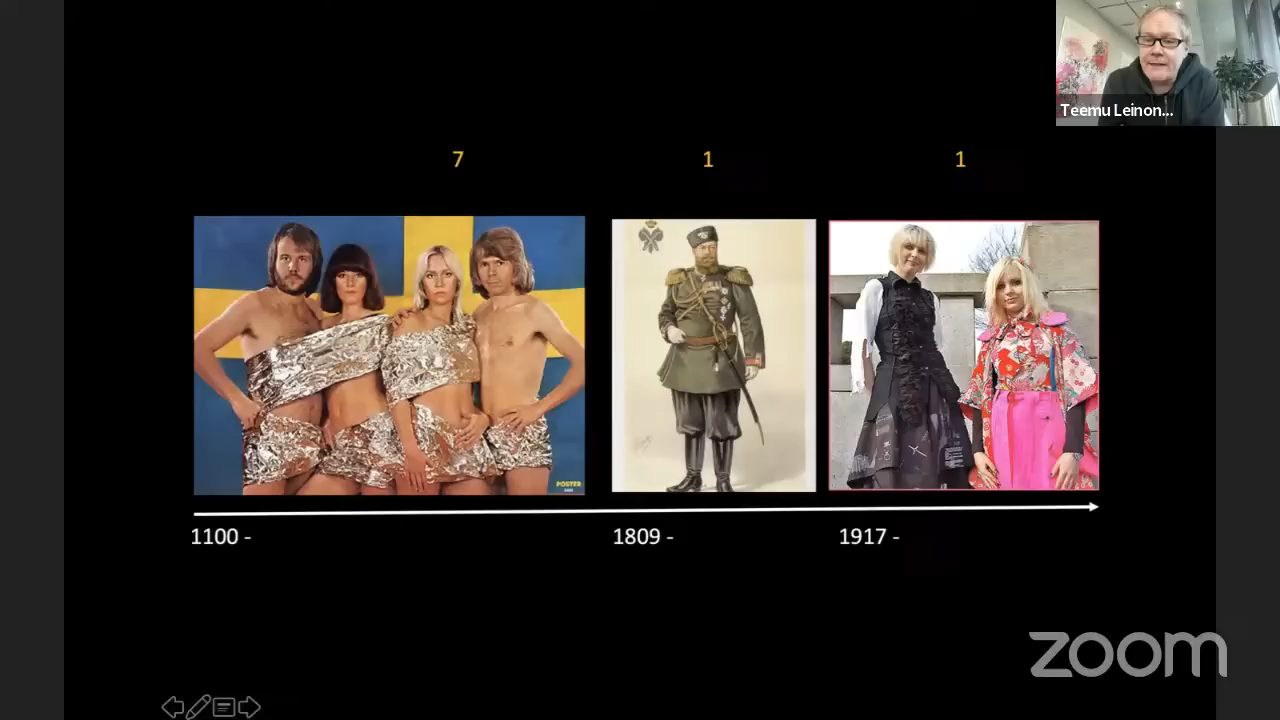 Teemu Leinon...
7
1
1
POSTER
1100 -
1809 -
1917 -
zoom